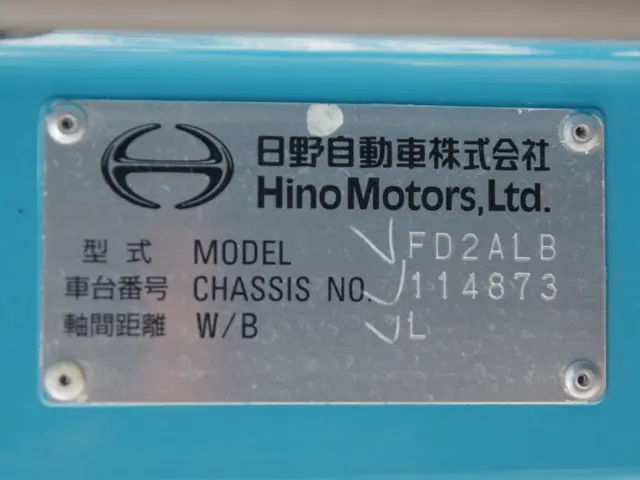 日野自動車株式会社
Hino Motors, Ltd.
型式 MODEL FD2ALB
車台番号 CHASSIS NO. 114873
軸間距離 W/B L